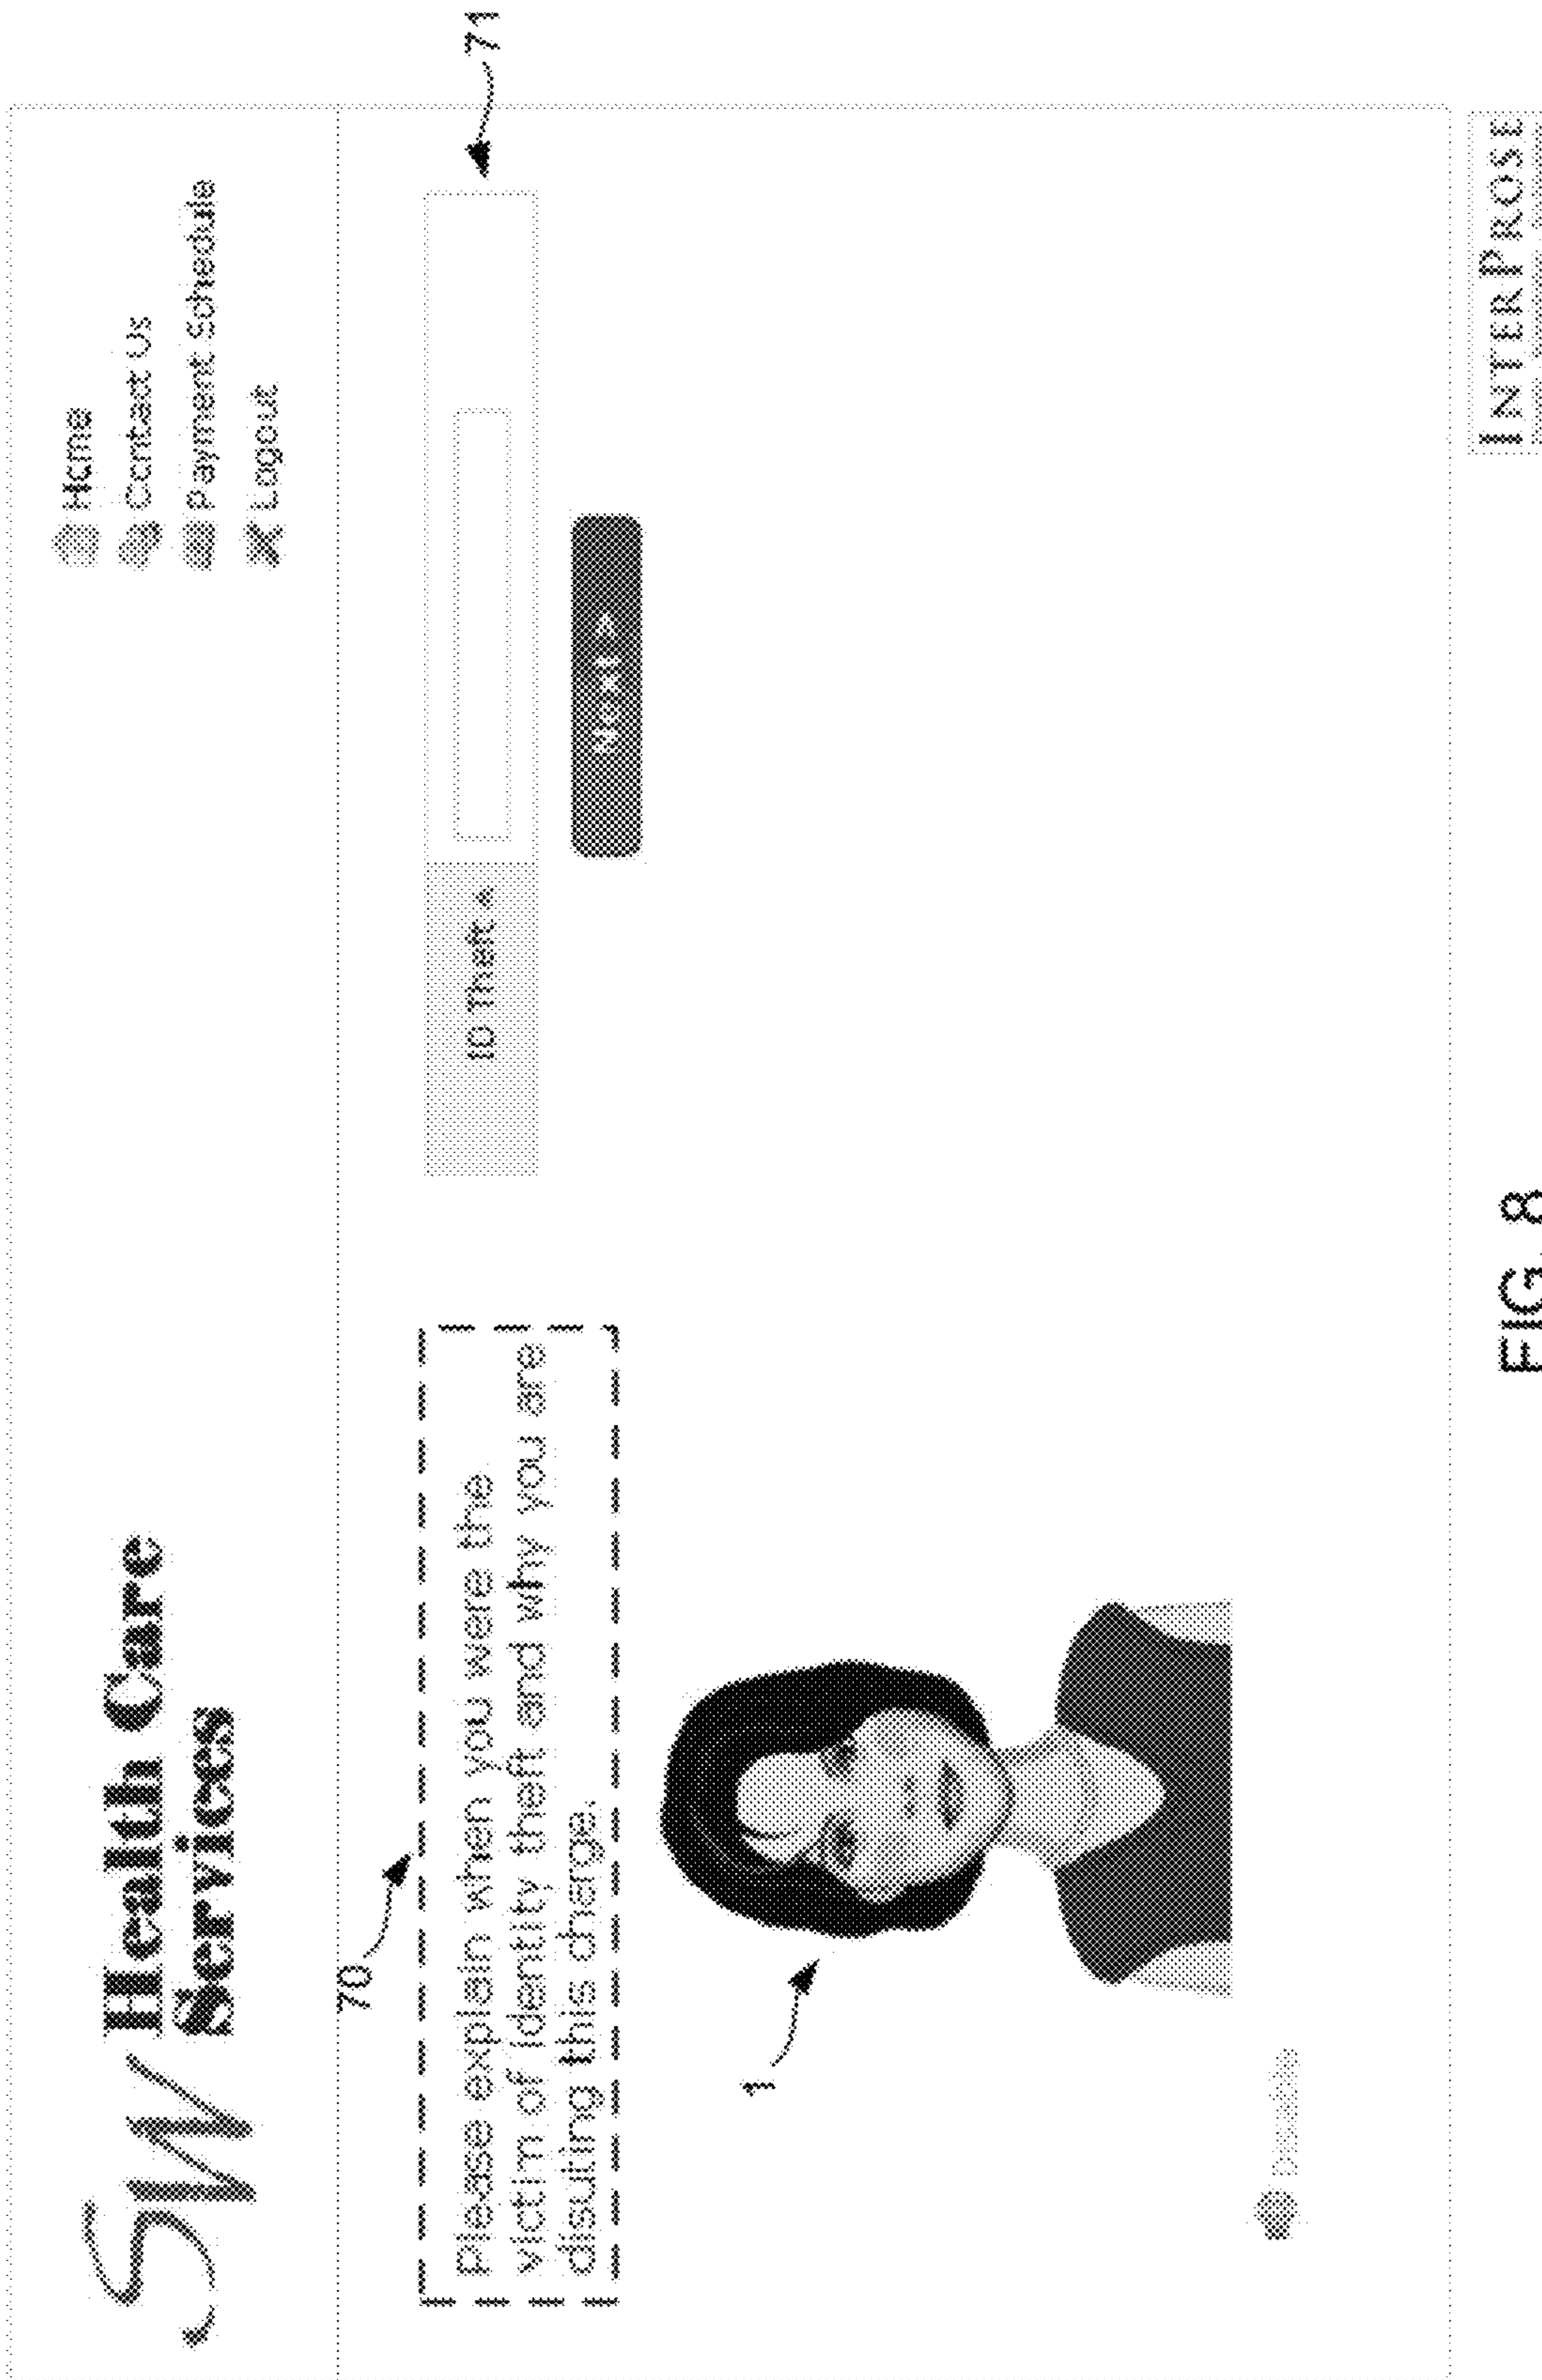 SW Health Care
Services
Home
Contact Us
Payment Schedule
Logout
70
Please explain when you were the
victim of identity theft and why you are
disuting this charge.
ID Theft *
71
Next >
1
INTERPROSE
FIG. 8